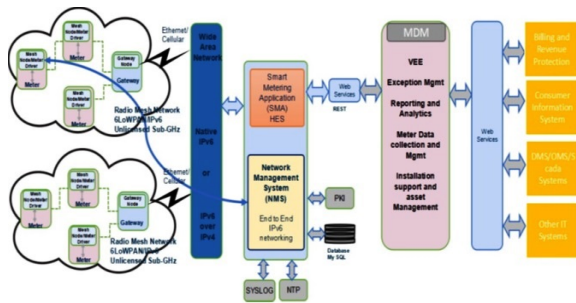 Mesh
Node/Meter
Driver
Meter
Mesh
Node/Meter
Driver
Meter
Mesh
Node/Meter
Driver
Meter
Gateway
Node
Gateway
Radio Mesh Network
6LoWPAN/IPv6
Unlicensed Sub-GHz
Ethernet/
Cellular
Mesh
Node/Meter
Driver
Meter
Mesh
Node/Meter
Driver
Meter
Mesh
Node/Meter
Driver
Meter
Gateway
Node
Gateway
Radio Mesh Network
Unlicensed Sub-GHz
Ethernet/
Cellular
Wide
Area
Network
Native
IPv6
or
IPv6
over
IPv4
Smart
Metering
Application
(SMA)
HES
Network
Management
System
(NMS)
End to End
IPv6
networking
SYSLOG
NTP
Web
Services
REST
PKI
Database
My SQL
MDM
VEE
Exception Mgmt
Reporting and
Analytics
Meter Data
collection and
Mgmt
Installation
support and
asset
Management
Web
Services
Billing and
Revenue
Protection
Consumer
Information
System
DMS/OMS/S
cada Systems
Other IT
Systems